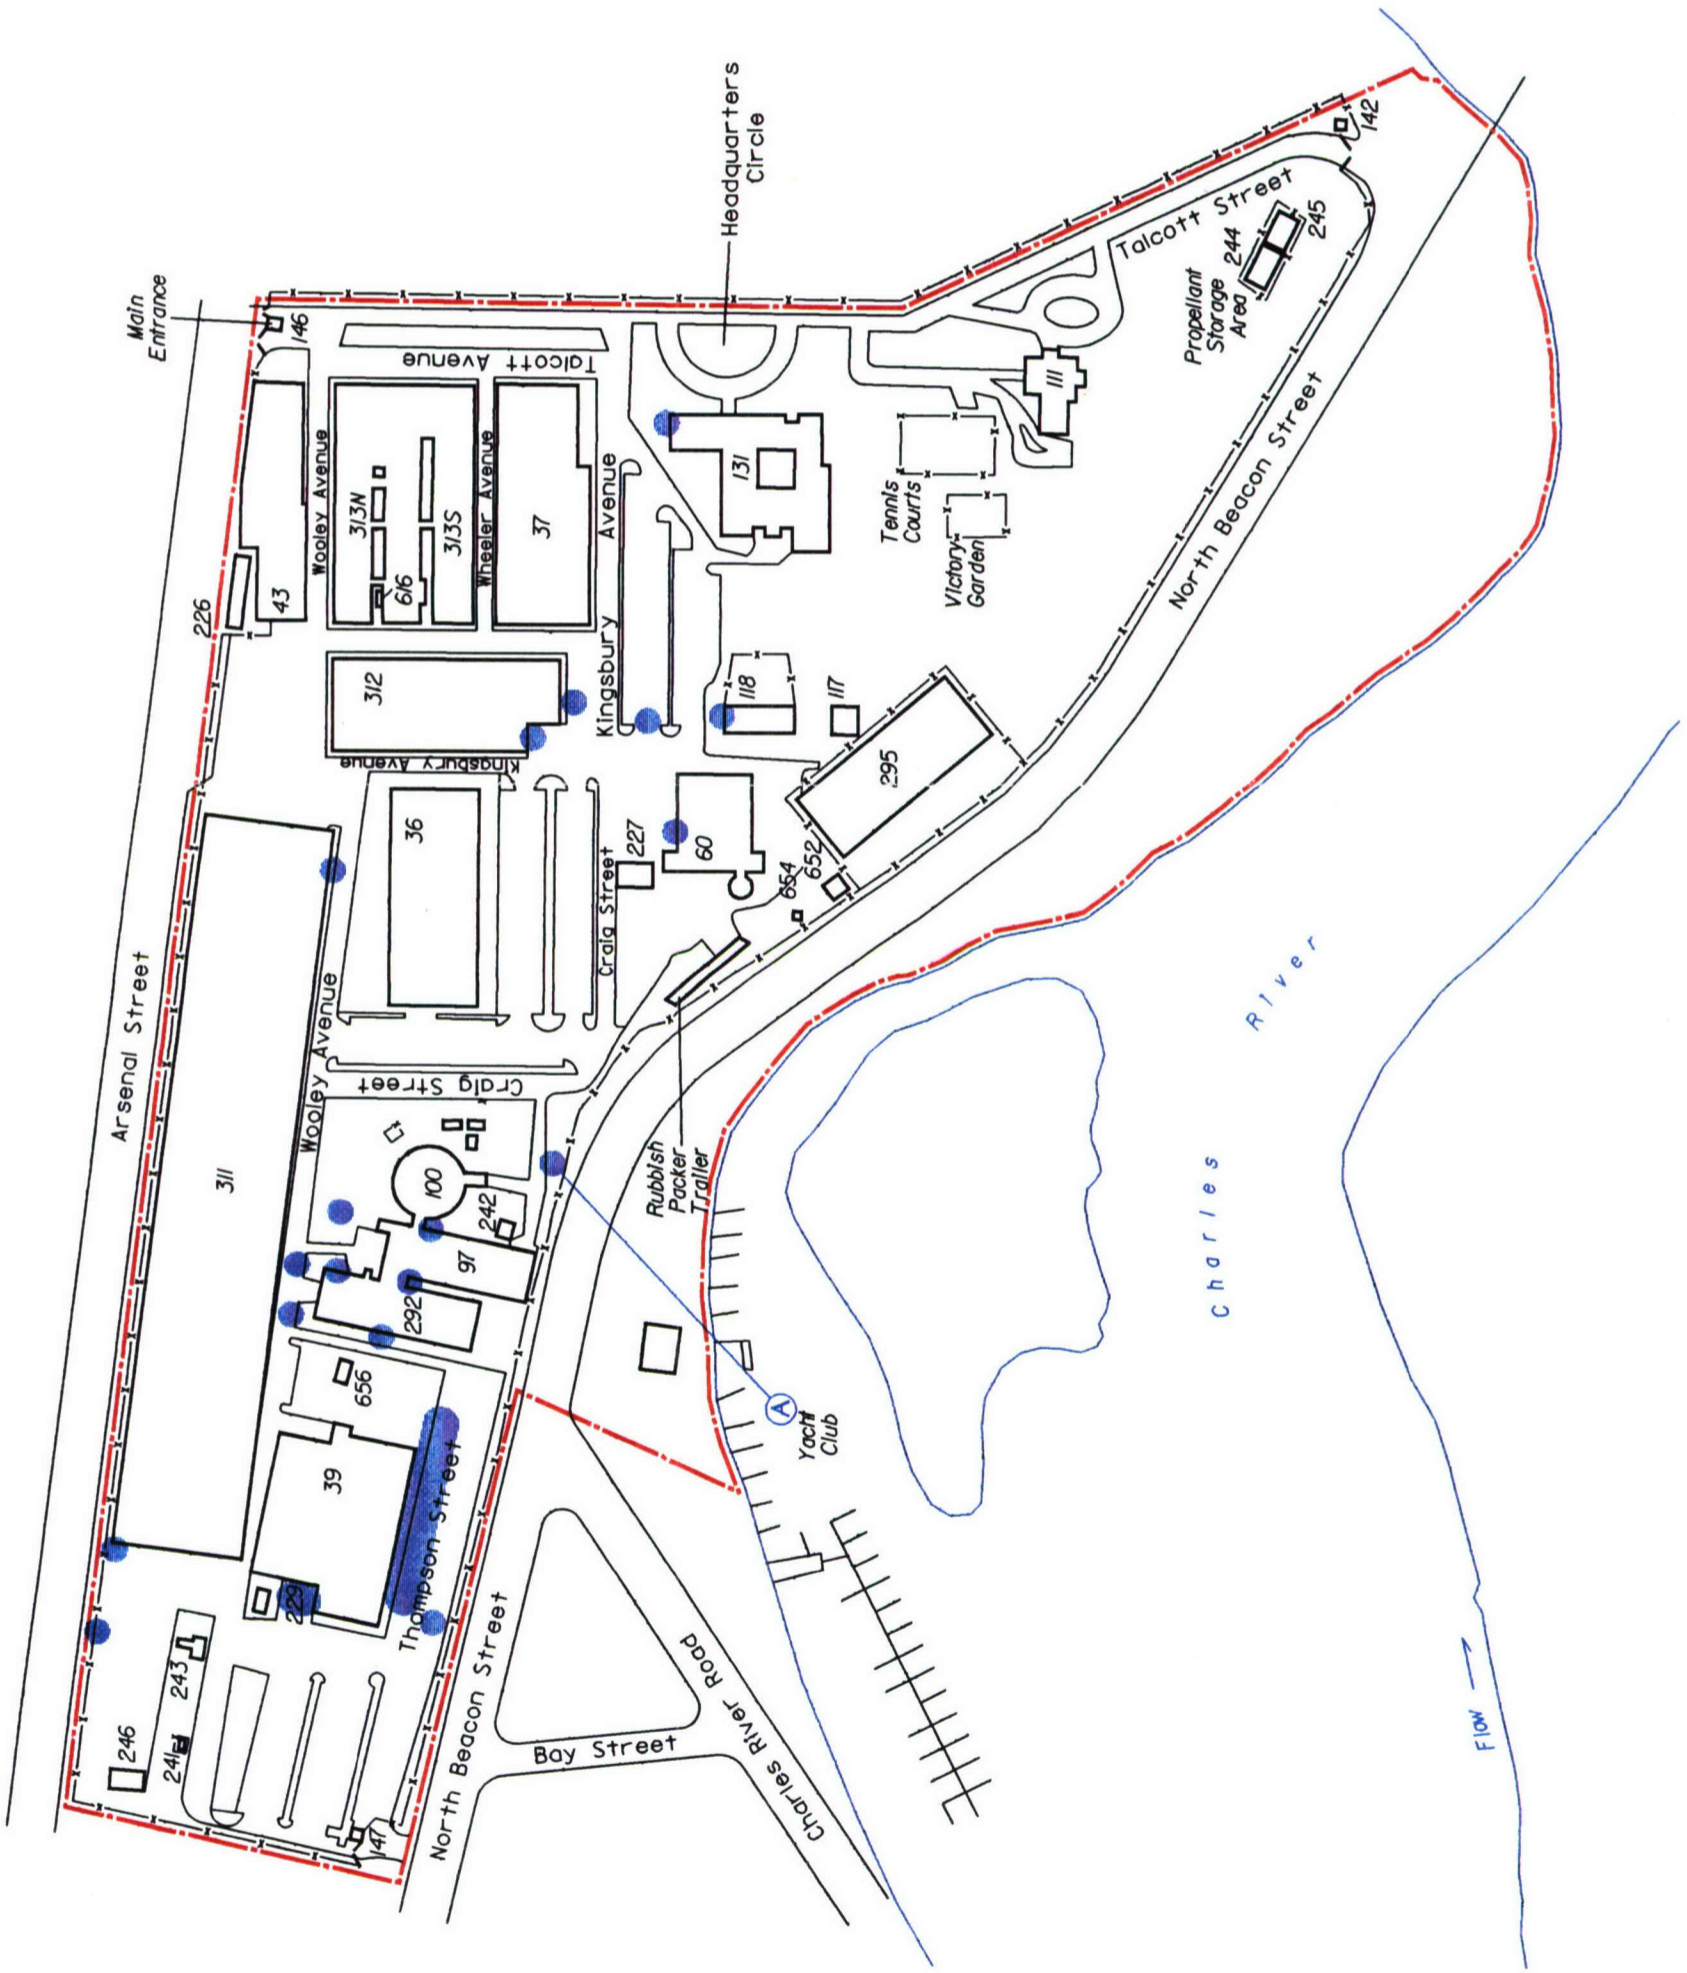 Main
Entrance
146
Headquarters
Circle
142
Talcott Street
244
245
Propellant
Storage
Area
Talcott
Avenue
111
Wooley Avenue
313N
313S
616
Wheeler Avenue
37
Kingsbury Avenue
131
Tennis
Courts
Victory
Garden
North Beacon Street
226
43
312
Kingsbury Avenue
118
117
295
36
227
60
652
654
Craig Street
Arsenal Street
Wooley Avenue
311
Craig Street
100
242
97
292
Rubbish
Packer
Trailer
A
Yacht
Club
River
Charles
656
39
229
Thompson Street
North Beacon Street
Bay Street
Charles River Road
243
241
246
147
Flow